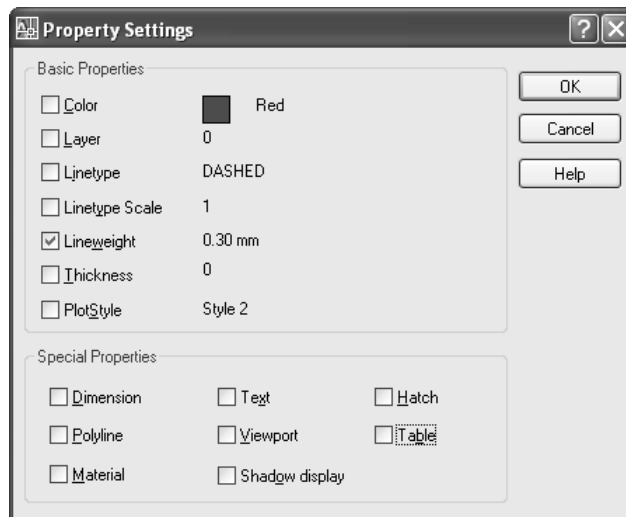 Property Settings
Basic Properties
Color Red
Layer 0
Linetype DASHED
Linetype Scale 1
Lineweight 0.30 mm
Thickness 0
PlotStyle Style 2
OK
Cancel
Help
Special Properties
Dimension Text Hatch
Polyline Viewport Table
Material Shadow display